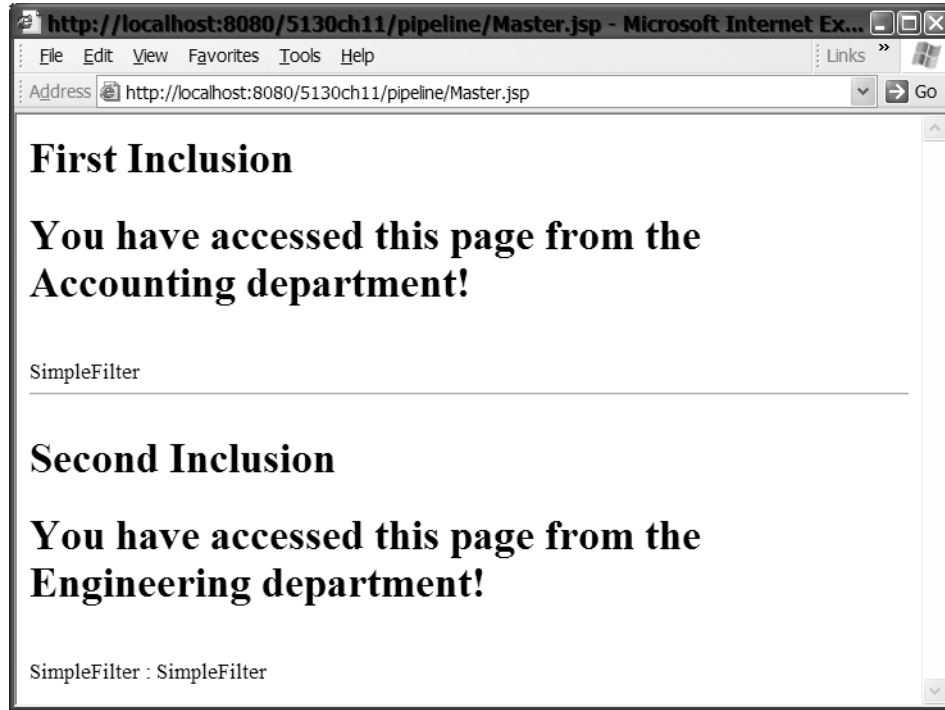 http://localhost:8080/5130ch11/pipeline/Master.jsp - Microsoft Internet Ex...
File Edit View Favorites Tools Help Links »
Address http://localhost:8080/5130ch11/pipeline/Master.jsp Go
First Inclusion
You have accessed this page from the
Accounting department!
SimpleFilter
Second Inclusion
You have accessed this page from the
Engineering department!
SimpleFilter : SimpleFilter